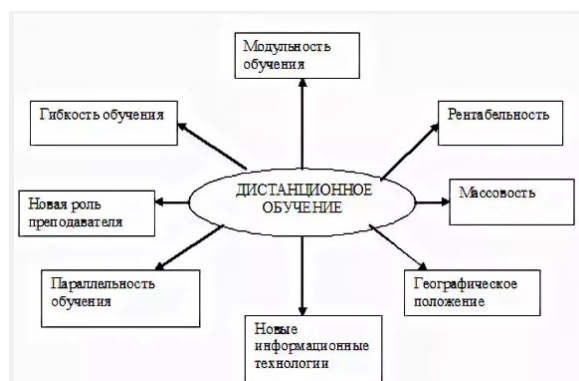 Модульность
обучения
Гибкость обучения
Рентабельность
ДИСТАНЦИОННОЕ
ОБУЧЕНИЕ
Массовость
Новая роль
преподавателя
Параллельность
обучения
Географическое
положение
Новые
информационные
технологии